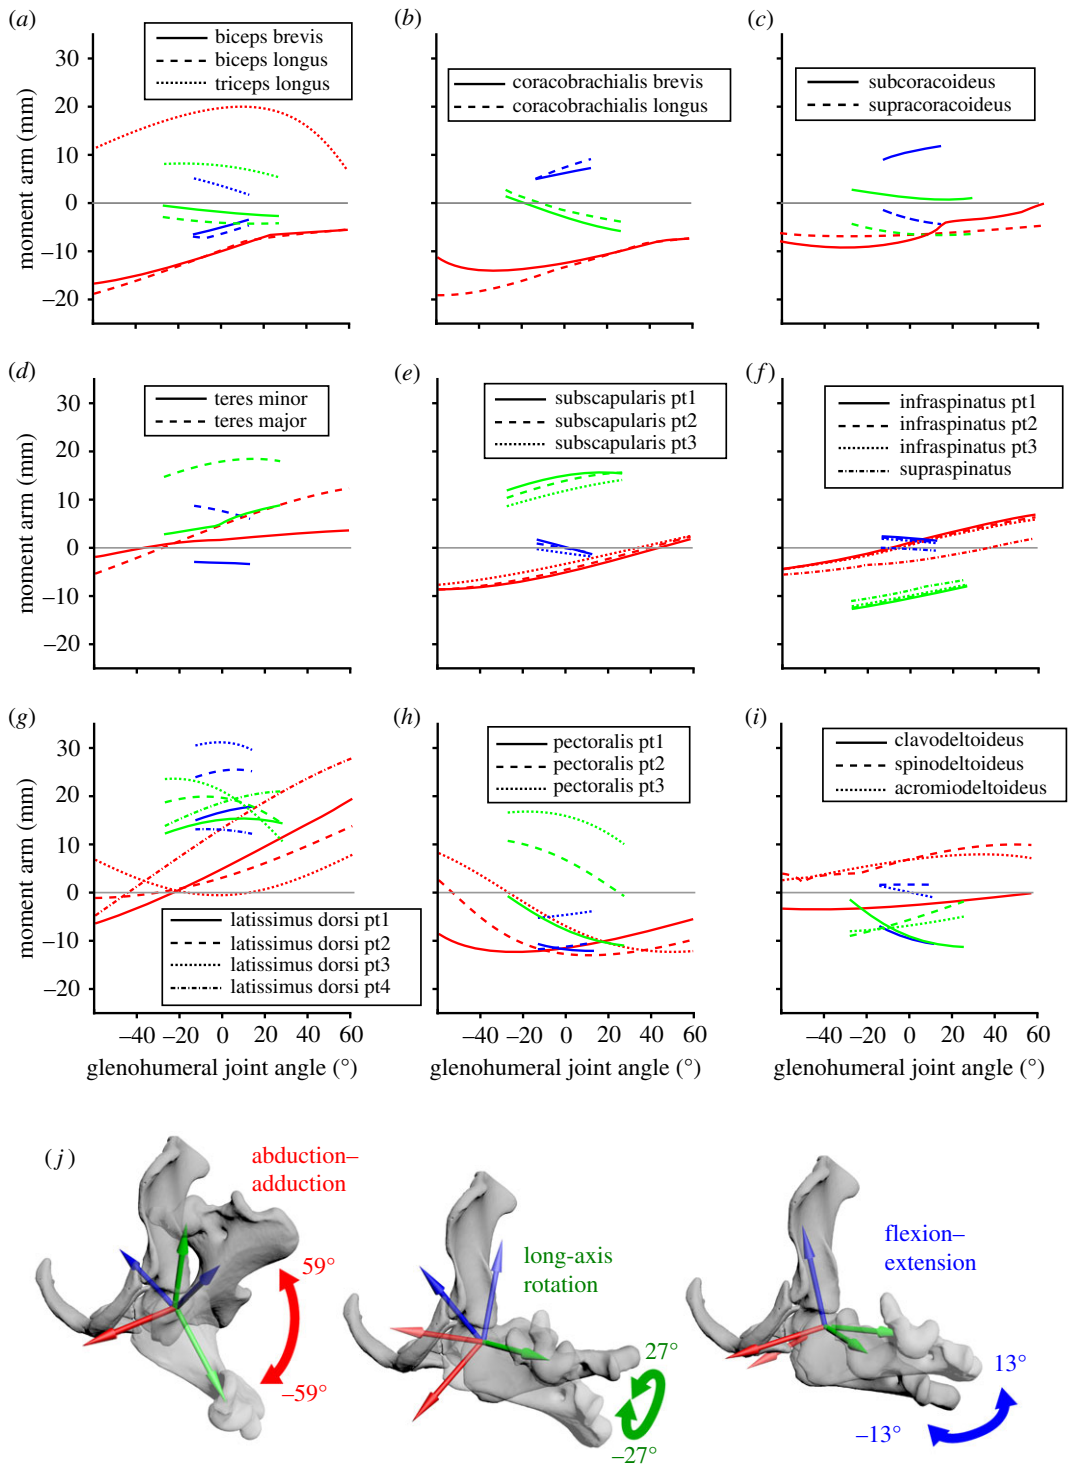 (a)
(b)
(c)
30
20
10
0
–10
–20
moment arm (mm)
biceps brevis
biceps longus
triceps longus
coracobrachialis brevis
coracobrachialis longus
subcoracoideus
supracoracoideus
(d)
(e)
(f)
30
20
10
0
–10
–20
moment arm (mm)
teres minor
teres major
subscapularis pt1
subscapularis pt2
subscapularis pt3
infraspinatus pt1
infraspinatus pt2
infraspinatus pt3
supraspinatus
(g)
(h)
(i)
30
20
10
0
–10
–20
moment arm (mm)
latissimus dorsi pt1
latissimus dorsi pt2
latissimus dorsi pt3
latissimus dorsi pt4
pectoralis pt1
pectoralis pt2
pectoralis pt3
clavodeltoideus
spinodeltoideus
acromiodeltoideus
–40 –20 0 20 40 60
–40 –20 0 20 40 60
–40 –20 0 20 40 60
glenohumeral joint angle (°)
glenohumeral joint angle (°)
glenohumeral joint angle (°)
(j)
abduction–
adduction
59°
–59°
long-axis
rotation
27°
–27°
flexion–
extension
13°
–13°